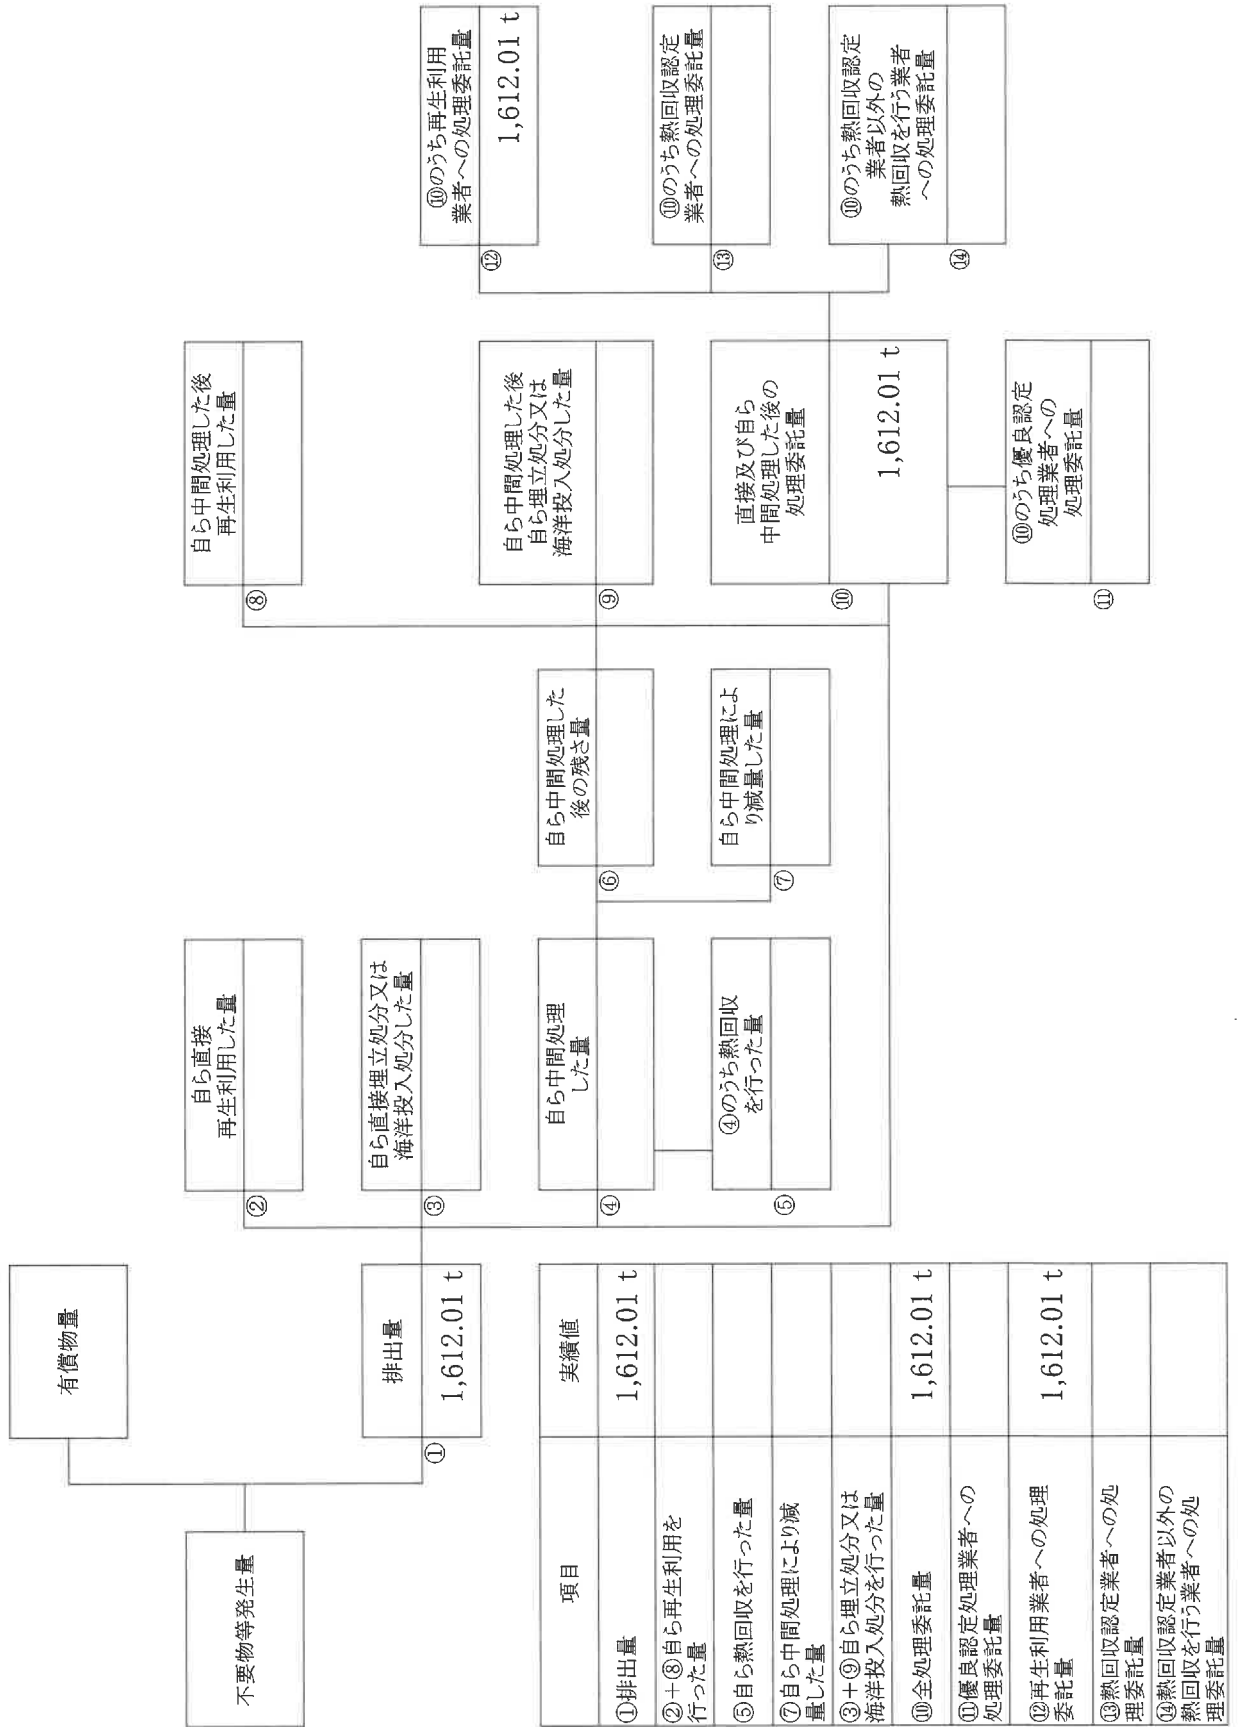 不要物等発生量
有償物量
排出量
①
1,612.01 t
自ら直接
再生利用した量
②
自ら直接埋立処分又は
海洋投入処分した量
③
自ら中間処理
した量
④
④のうち熱回収
を行った量
⑤
自ら中間処理した
後の残さ量
⑥
自ら中間処理によ
り減量した量
⑦
自ら中間処理した後
再生利用した量
⑧
自ら中間処理した後
自ら埋立処分又は
海洋投入処分した量
⑨
直接及び自ら
中間処理した後の
処理委託量
⑩
1,612.01 t
⑩のうち優良認定
処理業者への
処理委託量
⑪
⑩のうち再生利用
業者への処理委託量
⑫
1,612.01 t
⑩のうち熱回収認定
業者への処理委託量
⑬
⑩のうち熱回収認定
業者以外の
熱回収を行う業者
への処理委託量
⑭
項目
実績値
①排出量
1,612.01 t
②+⑧自ら再生利用を
行った量
⑤自ら熱回収を行った量
⑦自ら中間処理により減
量した量
③+⑨自ら埋立処分又は
海洋投入処分を行った量
⑩全処理委託量
1,612.01 t
⑪優良認定処理業者への
処理委託量
⑫再生利用業者への処理
委託量
1,612.01 t
⑬熱回収認定業者への処
理委託量
⑭熱回収認定業者以外の
熱回収を行う業者への処
理委託量